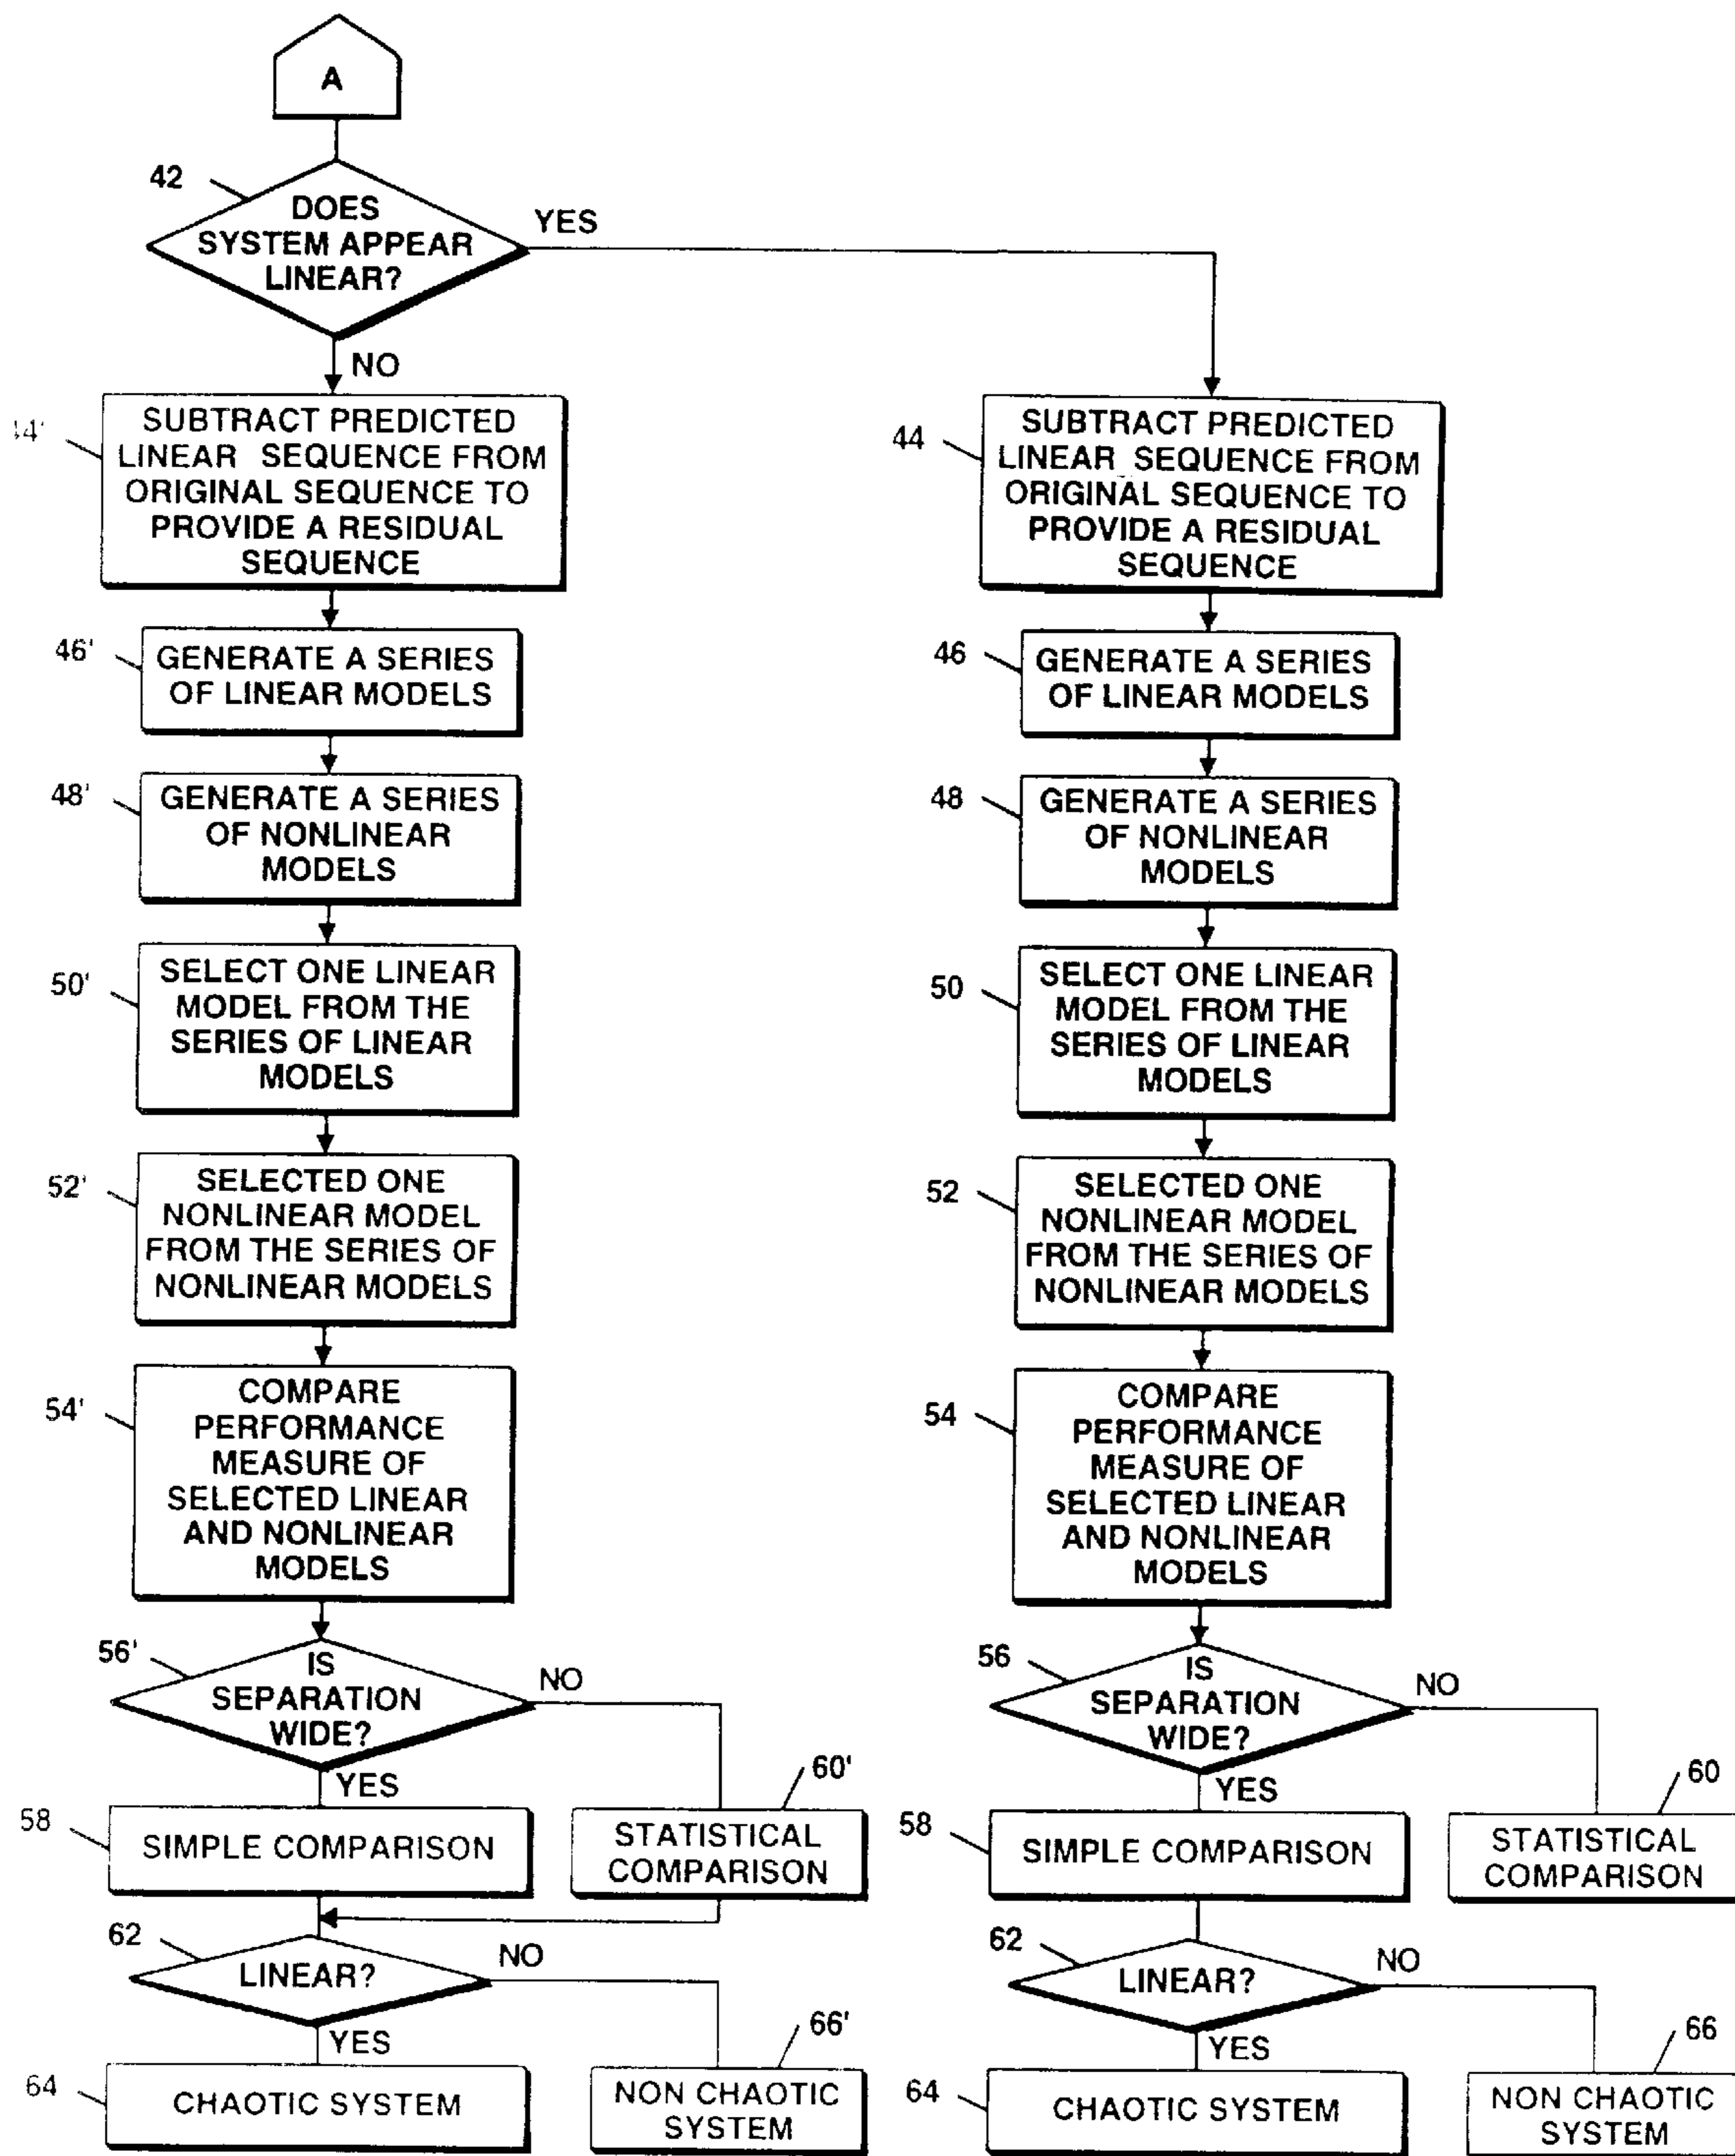 A
42
DOES
SYSTEM APPEAR
LINEAR?
YES
NO
SUBTRACT PREDICTED
LINEAR SEQUENCE FROM
ORIGINAL SEQUENCE TO
PROVIDE A RESIDUAL
SEQUENCE
46'
GENERATE A SERIES
OF LINEAR MODELS
48'
GENERATE A SERIES
OF NONLINEAR
MODELS
50'
SELECT ONE LINEAR
MODEL FROM THE
SERIES OF LINEAR
MODELS
52'
SELECTED ONE
NONLINEAR MODEL
FROM THE SERIES OF
NONLINEAR MODELS
54'
COMPARE
PERFORMANCE
MEASURE OF
SELECTED LINEAR
AND NONLINEAR
MODELS
56'
IS
SEPARATION
WIDE?
NO
YES
60'
58
SIMPLE COMPARISON
STATISTICAL
COMPARISON
62
LINEAR?
NO
YES
66'
64
CHAOTIC SYSTEM
NON CHAOTIC
SYSTEM
44
SUBTRACT PREDICTED
LINEAR SEQUENCE FROM
ORIGINAL SEQUENCE TO
PROVIDE A RESIDUAL
SEQUENCE
46
GENERATE A SERIES
OF LINEAR MODELS
48
GENERATE A SERIES
OF NONLINEAR
MODELS
50
SELECT ONE LINEAR
MODEL FROM THE
SERIES OF LINEAR
MODELS
52
SELECTED ONE
NONLINEAR MODEL
FROM THE SERIES OF
NONLINEAR MODELS
54
COMPARE
PERFORMANCE
MEASURE OF
SELECTED LINEAR
AND NONLINEAR
MODELS
56
IS
SEPARATION
WIDE?
NO
YES
60
58
SIMPLE COMPARISON
STATISTICAL
COMPARISON
62
LINEAR?
NO
YES
66
64
CHAOTIC SYSTEM
NON CHAOTIC
SYSTEM